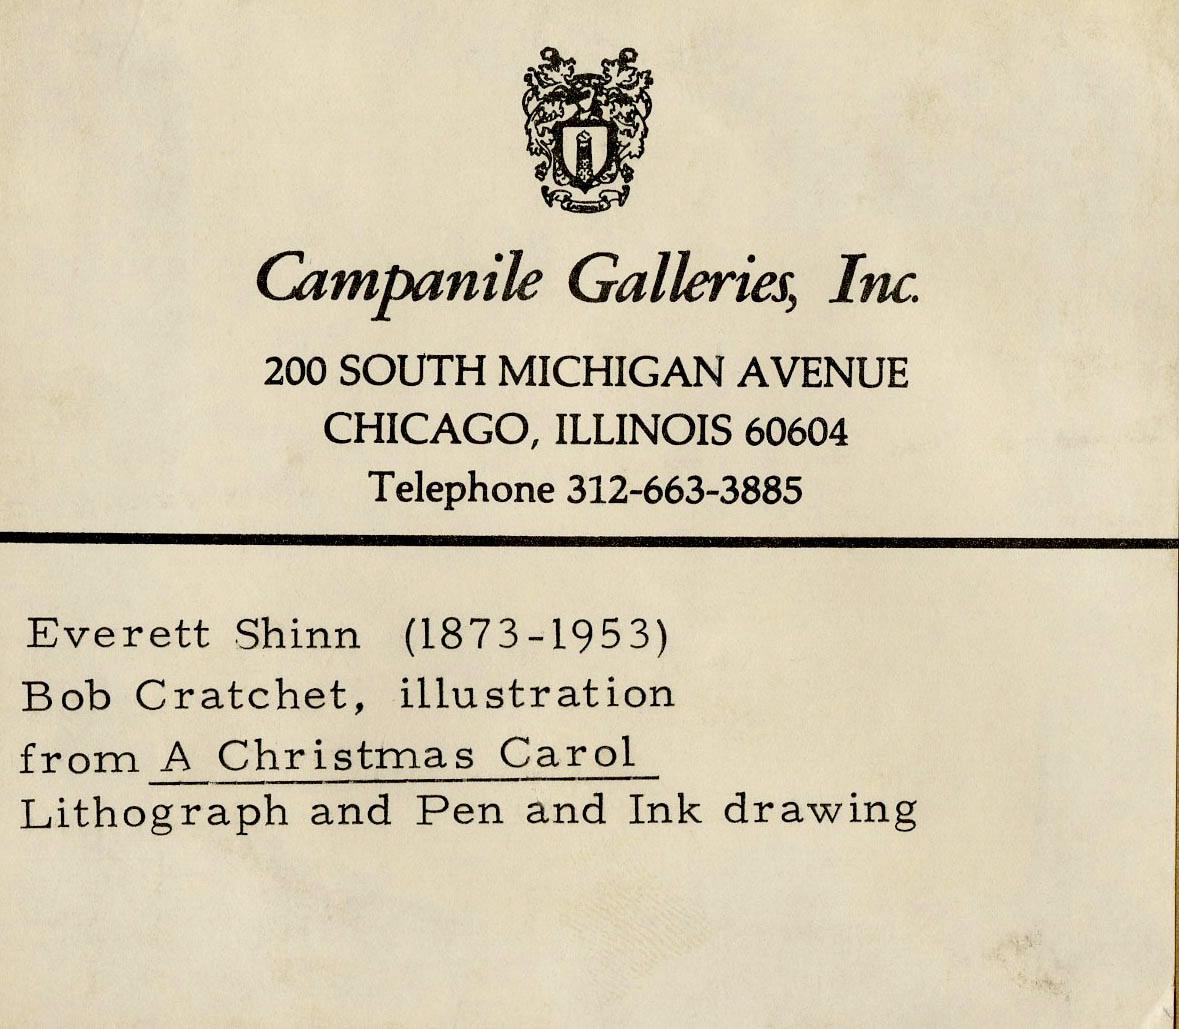 Campanile Galleries, Inc.
200 SOUTH MICHIGAN AVENUE
CHICAGO, ILLINOIS 60604
Telephone 312-663-3885
Everett Shinn (1873-1953)
Bob Cratchet, illustration
from A Christmas Carol
Lithograph and Pen and Ink drawing